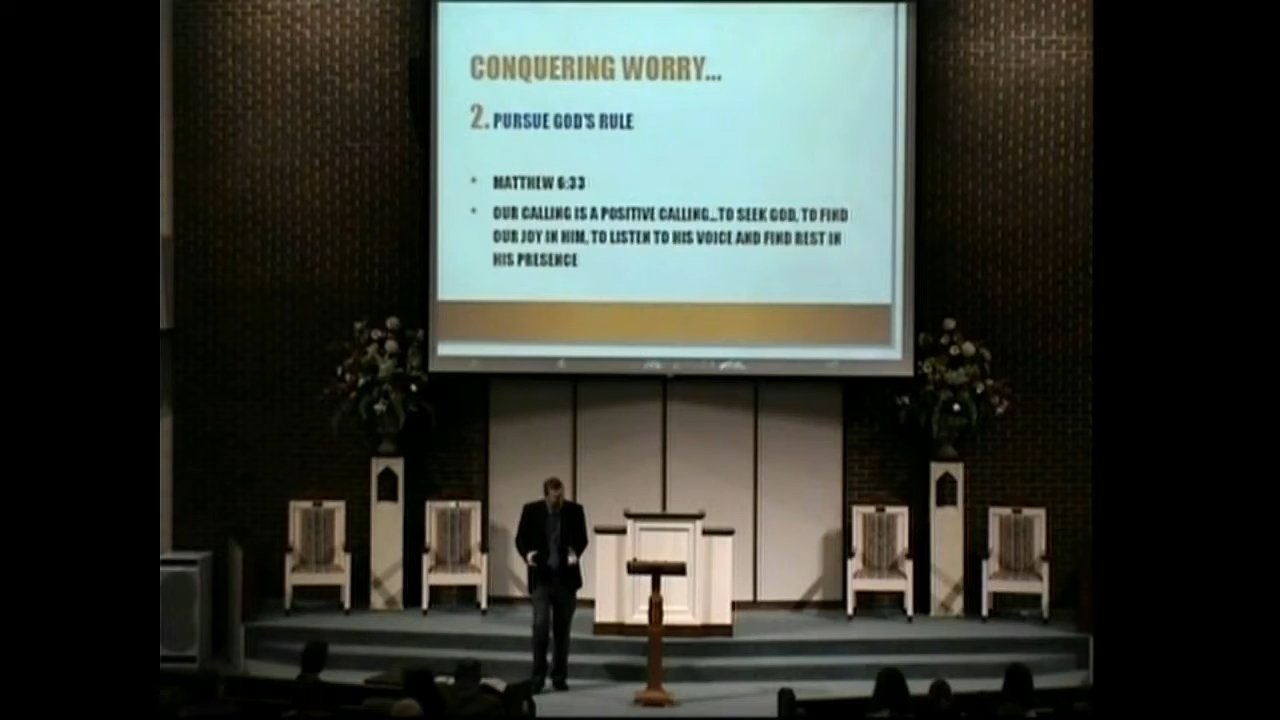 CONQUERING WORRY...
2. PURSUE GOD'S RULE
• MATTHEW 6:33
• OUR CALLING IS A POSITIVE CALLING...TO SEEK GOD, TO FIND
OUR JOY IN HIM, TO LISTEN TO HIS VOICE AND FIND REST IN
HIS PRESENCE